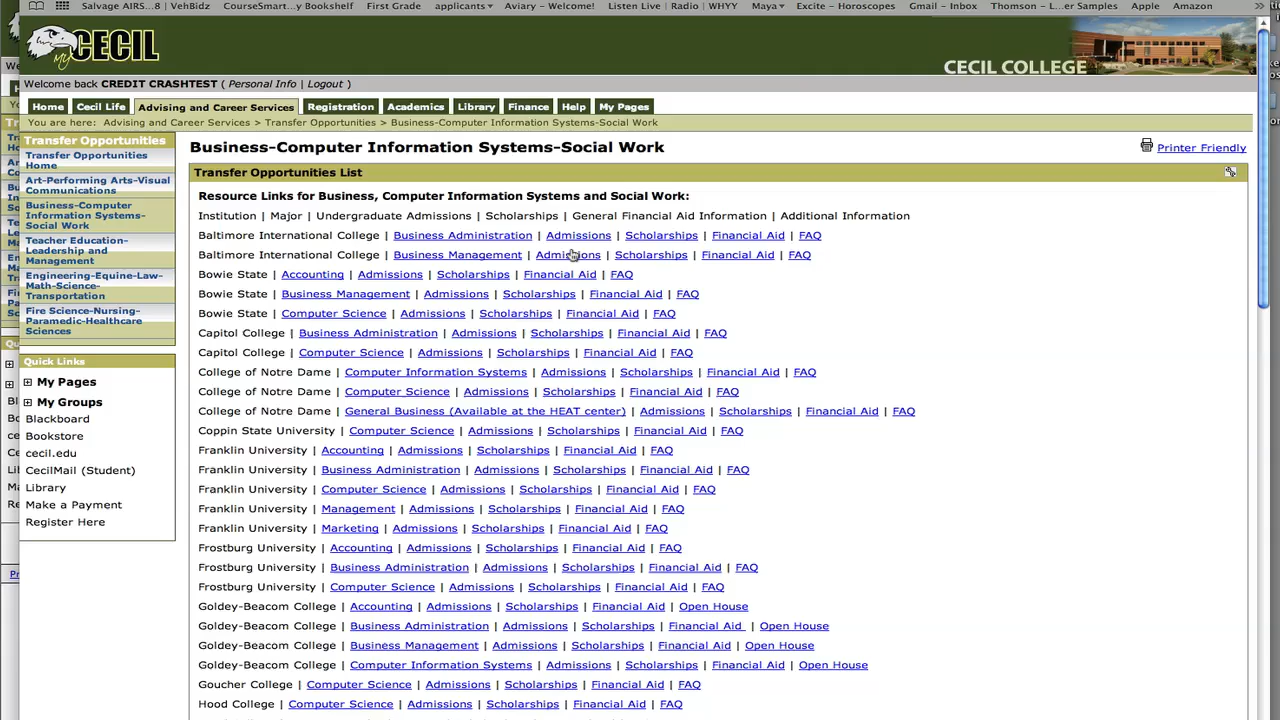 Salvage AIRS...8 | VehBidz CourseSmart...y Bookshelf First Grade applicants Aviary - Welcome! Listen Live | Radio | WHYY Maya Excite - Horoscopes Gmail - Inbox Thomson - L...er Samples Apple Amazon
my CECIL
CECIL COLLEGE
Welcome back CREDIT CRASHTEST ( Personal Info | Logout )
Home Cecil Life Advising and Career Services Registration Academics Library Finance Help My Pages
You are here: Advising and Career Services > Transfer Opportunities > Business-Computer Information Systems-Social Work
Transfer Opportunities
Transfer Opportunities
Home
Art-Performing Arts-Visual
Communications
Business-Computer
Information Systems-
Social Work
Teacher Education-
Leadership and
Management
Engineering-Equine-Law-
Math-Science-
Transportation
Fire Science-Nursing-
Paramedic-Healthcare
Sciences
Quick Links
My Pages
My Groups
Blackboard
Bookstore
cecil.edu
CecilMail (Student)
Library
Make a Payment
Register Here
Business-Computer Information Systems-Social Work
Printer Friendly
Transfer Opportunities List
Resource Links for Business, Computer Information Systems and Social Work:
Institution | Major | Undergraduate Admissions | Scholarships | General Financial Aid Information | Additional Information
Baltimore International College | Business Administration | Admissions | Scholarships | Financial Aid | FAQ
Baltimore International College | Business Management | Admissions | Scholarships | Financial Aid | FAQ
Bowie State | Accounting | Admissions | Scholarships | Financial Aid | FAQ
Bowie State | Business Management | Admissions | Scholarships | Financial Aid | FAQ
Bowie State | Computer Science | Admissions | Scholarships | Financial Aid | FAQ
Capitol College | Business Administration | Admissions | Scholarships | Financial Aid | FAQ
Capitol College | Computer Science | Admissions | Scholarships | Financial Aid | FAQ
College of Notre Dame | Computer Information Systems | Admissions | Scholarships | Financial Aid | FAQ
College of Notre Dame | Computer Science | Admissions | Scholarships | Financial Aid | FAQ
College of Notre Dame | General Business (Available at the HEAT center) | Admissions | Scholarships | Financial Aid | FAQ
Coppin State University | Computer Science | Admissions | Scholarships | Financial Aid | FAQ
Franklin University | Accounting | Admissions | Scholarships | Financial Aid | FAQ
Franklin University | Business Administration | Admissions | Scholarships | Financial Aid | FAQ
Franklin University | Computer Science | Admissions | Scholarships | Financial Aid | FAQ
Franklin University | Management | Admissions | Scholarships | Financial Aid | FAQ
Franklin University | Marketing | Admissions | Scholarships | Financial Aid | FAQ
Frostburg University | Accounting | Admissions | Scholarships | Financial Aid | FAQ
Frostburg University | Business Administration | Admissions | Scholarships | Financial Aid | FAQ
Frostburg University | Computer Science | Admissions | Scholarships | Financial Aid | FAQ
Goldey-Beacom College | Accounting | Admissions | Scholarships | Financial Aid | Open House
Goldey-Beacom College | Business Administration | Admissions | Scholarships | Financial Aid | Open House
Goldey-Beacom College | Business Management | Admissions | Scholarships | Financial Aid | Open House
Goldey-Beacom College | Computer Information Systems | Admissions | Scholarships | Financial Aid | Open House
Goucher College | Computer Science | Admissions | Scholarships | Financial Aid | FAQ
Hood College | Computer Science | Admissions | Scholarships | Financial Aid | FAQ